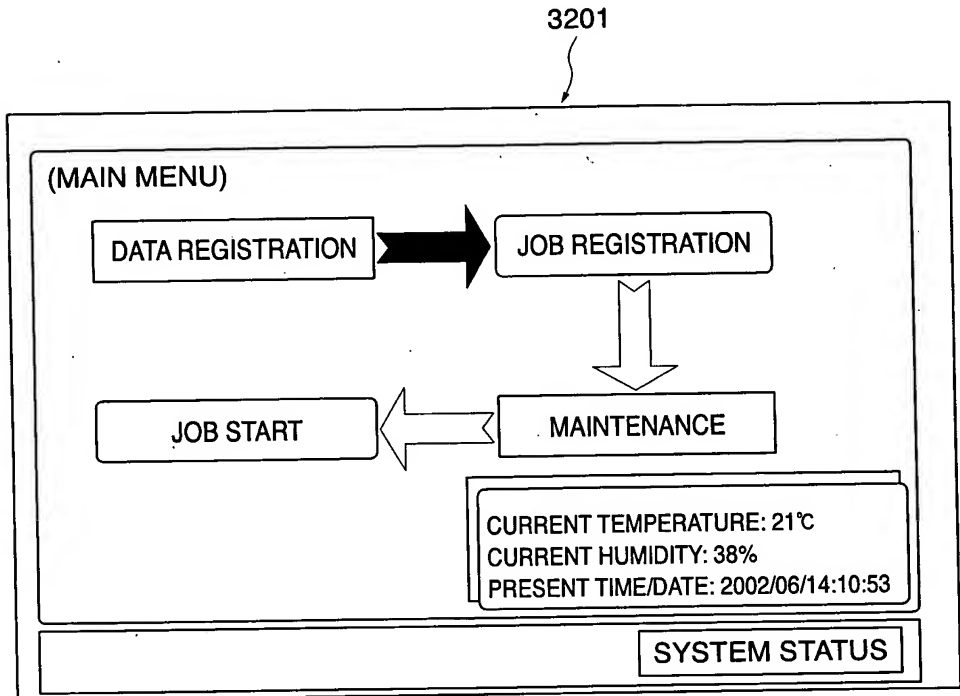 3201
(MAIN MENU)
DATA REGISTRATION
JOB REGISTRATION
JOB START
MAINTENANCE
CURRENT TEMPERATURE: 21℃
CURRENT HUMIDITY: 38%
PRESENT TIME/DATE: 2002/06/14:10:53
SYSTEM STATUS